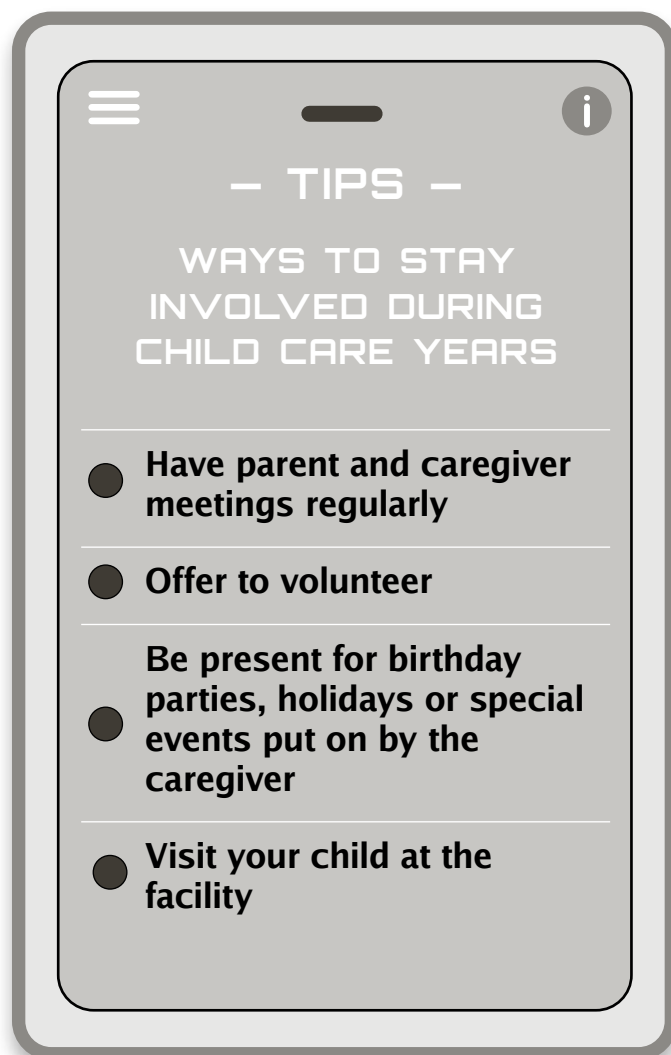 – TIPS –
WAYS TO STAY
INVOLVED DURING
CHILD CARE YEARS
Have parent and caregiver
meetings regularly
Offer to volunteer
Be present for birthday
parties, holidays or special
events put on by the
caregiver
Visit your child at the
facility